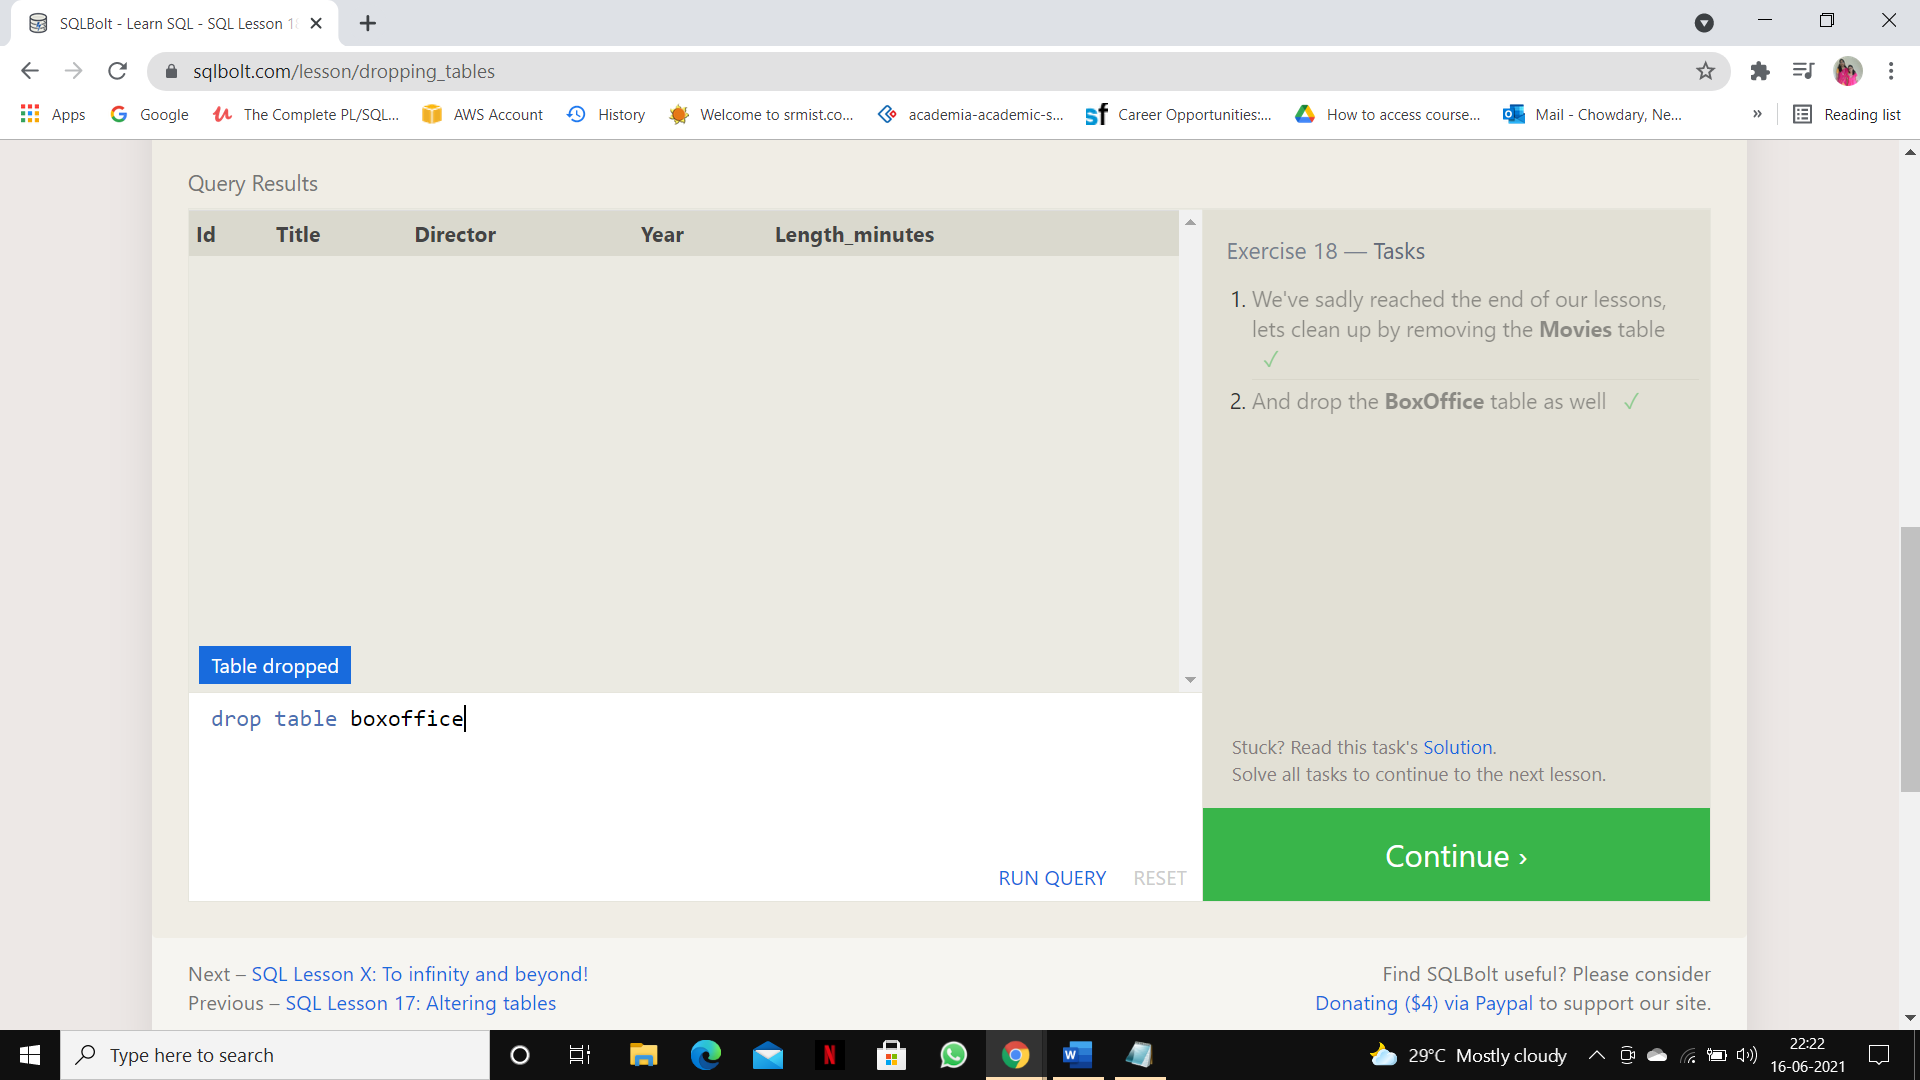 SQLBolt - Learn SQL - SQL Lesson 1
sqlbolt.com/lesson/dropping_tables
Apps Google The Complete PL/SQL... AWS Account History Welcome to srmist.co... academia-academic-s... Career Opportunities:... How to access course... Mail - Chowdary, Ne... » Reading list
Query Results
Id Title Director Year Length_minutes
Table dropped
drop table boxoffice
RUN QUERY RESET
Exercise 18 — Tasks
1. We've sadly reached the end of our lessons,
lets clean up by removing the Movies table
✓
2. And drop the BoxOffice table as well ✓
Stuck? Read this task's Solution.
Solve all tasks to continue to the next lesson.
Continue ›
Next – SQL Lesson X: To infinity and beyond!
Previous – SQL Lesson 17: Altering tables
Find SQLBolt useful? Please consider
Donating ($4) via Paypal to support our site.
Type here to search
29°C Mostly cloudy
22:22
16-06-2021